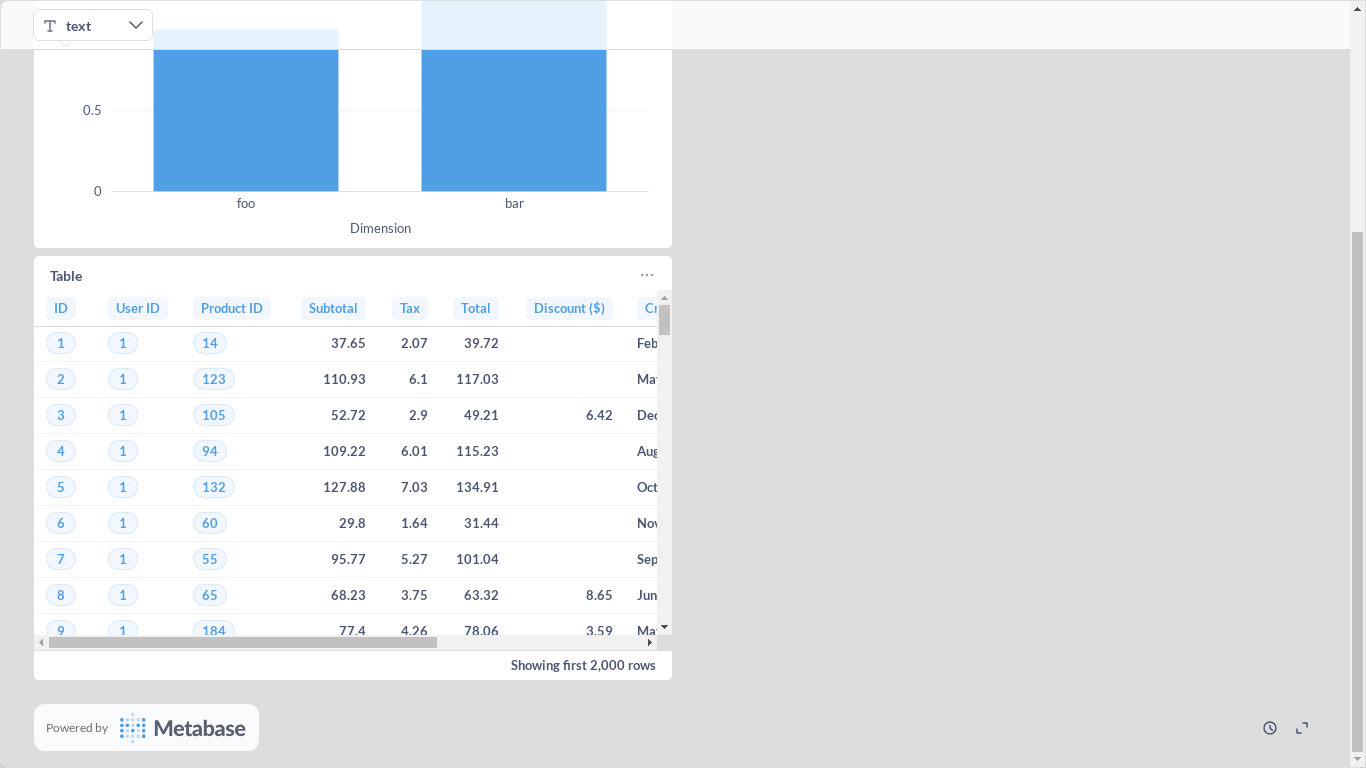 text
0.5
0
foo bar
Dimension
Table
ID User ID Product ID Subtotal Tax Total Discount ($) Cr
1 1 14 37.65 2.07 39.72 Feb
2 1 123 110.93 6.1 117.03 Ma
3 1 105 52.72 2.9 49.21 6.42 Dec
4 1 94 109.22 6.01 115.23 Aug
5 1 132 127.88 7.03 134.91 Oct
6 1 60 29.8 1.64 31.44 Nov
7 1 55 95.77 5.27 101.04 Sep
8 1 65 68.23 3.75 63.32 8.65 Jun
9 1 184 77.4 4.26 78.06 3.59 Ma
Showing first 2,000 rows
Powered by Metabase